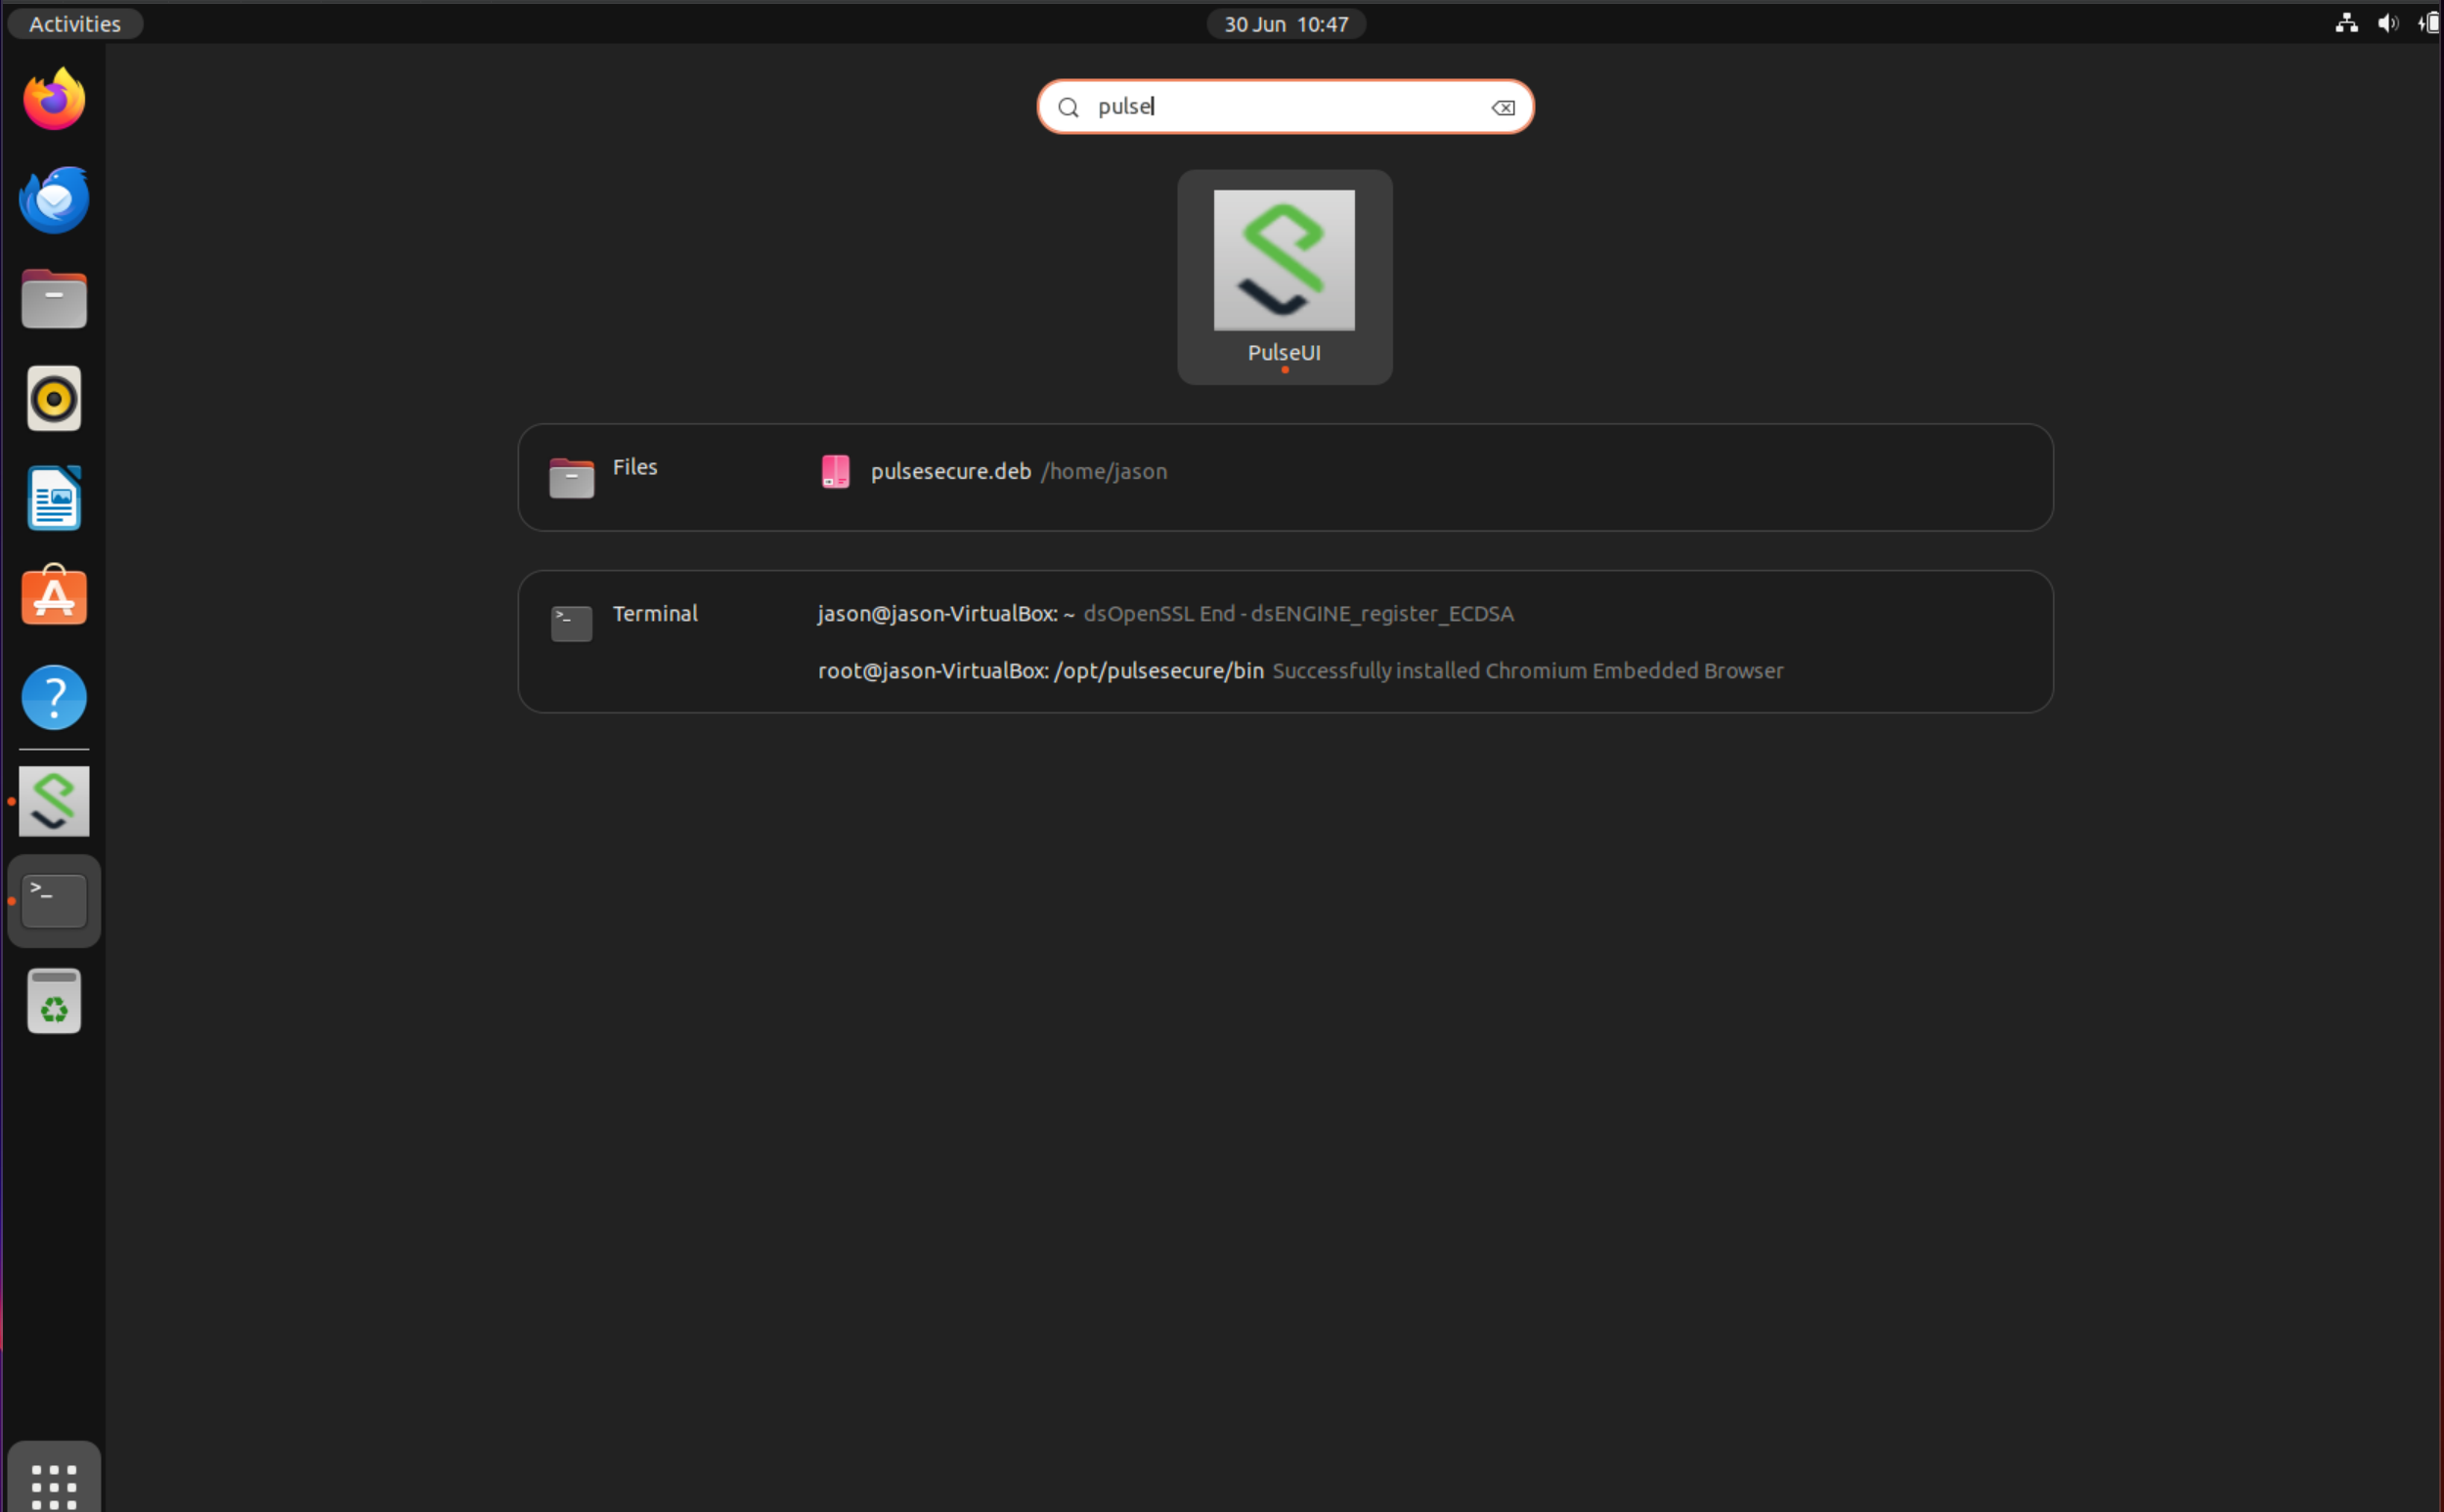 Activities
30 Jun 10:47
pulse
PulseUI
Files
pulsesecure.deb /home/jason
Terminal
jason@jason-VirtualBox: ~ dsOpenSSL End - dsENGINE_register_ECDSA
root@jason-VirtualBox: /opt/pulsesecure/bin Successfully installed Chromium Embedded Browser